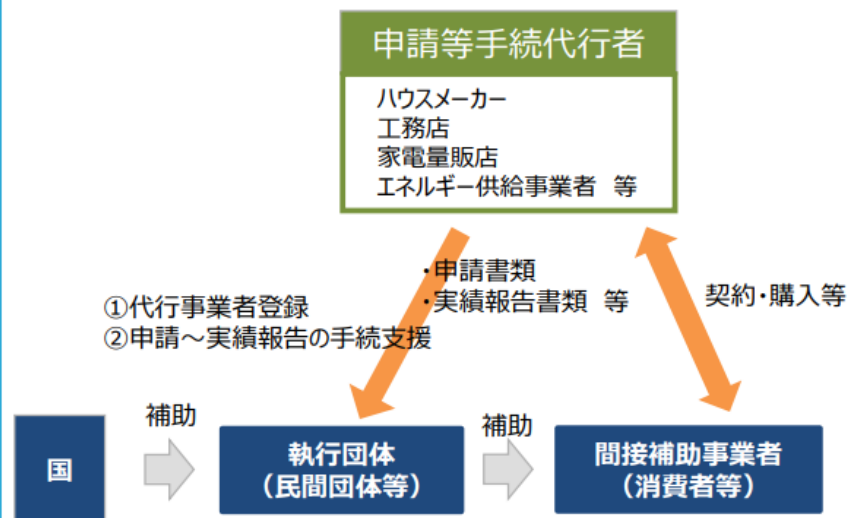 申請等手続代行者
ハウスメーカー
工務店
家電量販店
エネルギー供給事業者 等
・申請書類
・実績報告書類 等
契約・購入等
①代行事業者登録
②申請～実績報告の手続支援
国
補助
執行団体
（民間団体等）
補助
間接補助事業者
（消費者等）